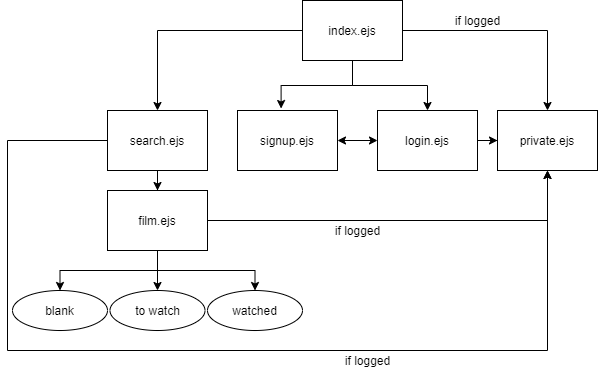 index.ejs
if logged
search.ejs
signup.ejs
login.ejs
private.ejs
film.ejs
if logged
blank
to watch
watched
if logged